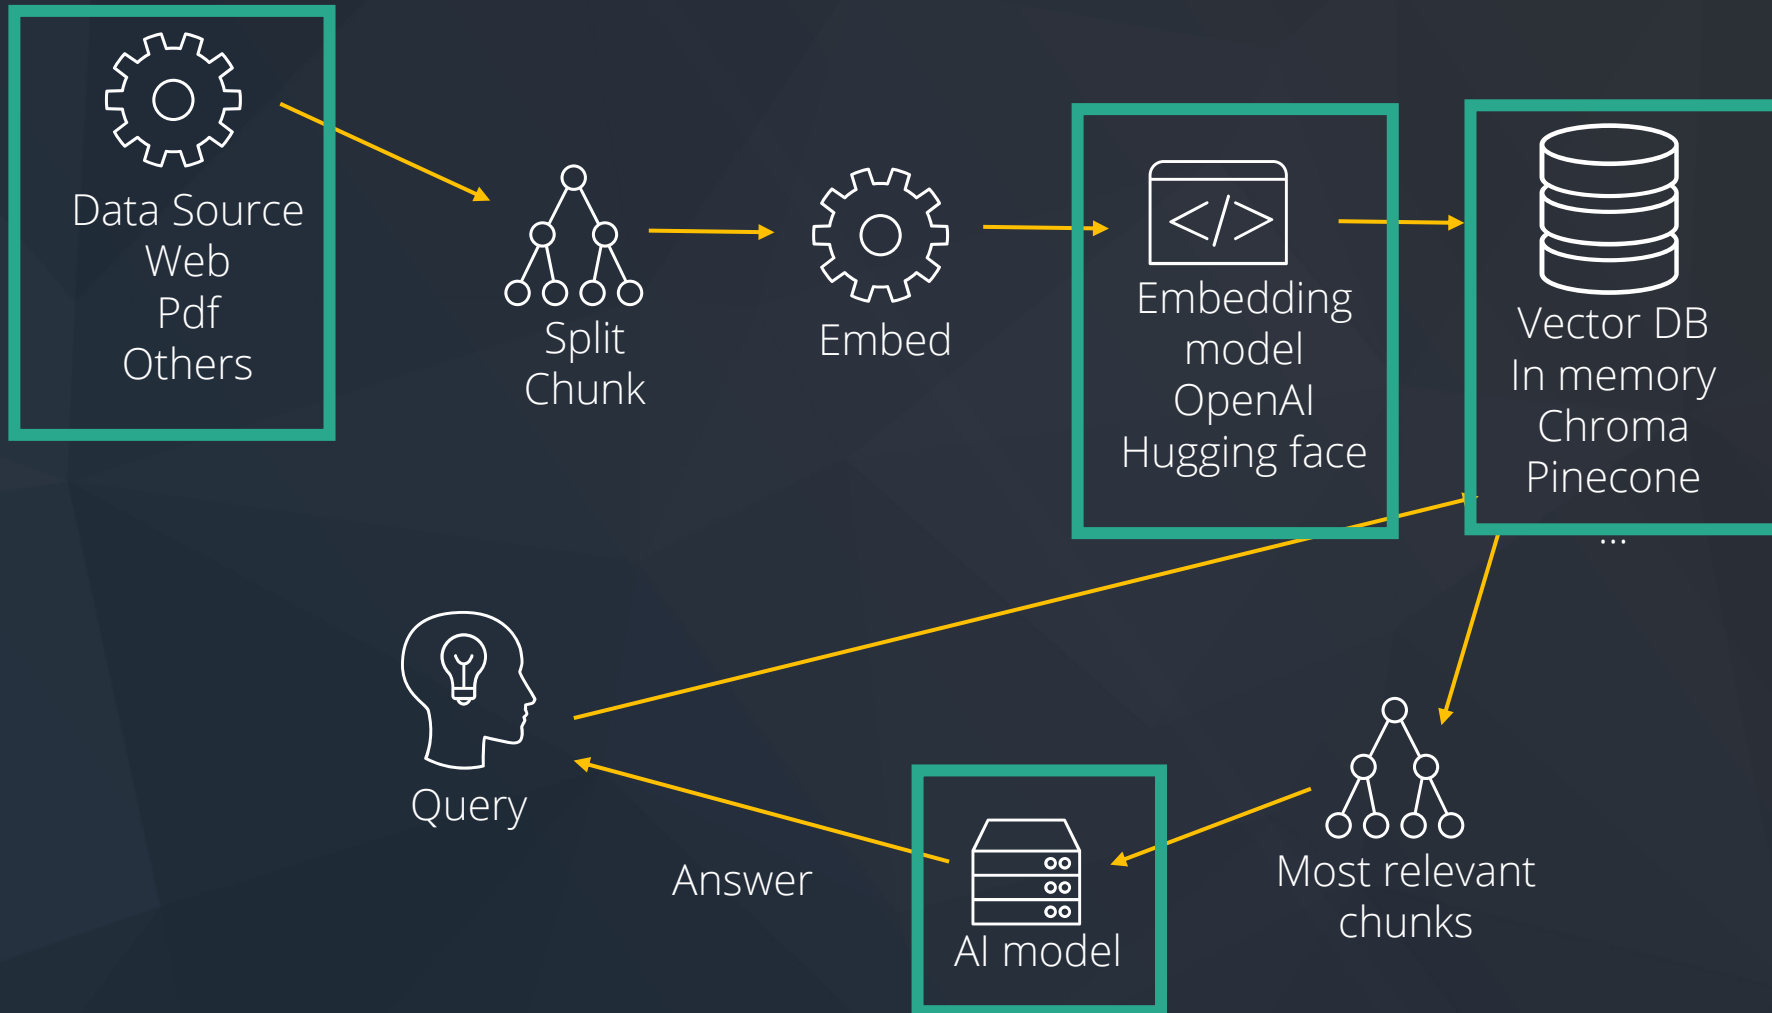 Data Source
Web
Pdf
Others
Split
Chunk
Embed
</>
Embedding
model
OpenAI
Hugging face
Vector DB
In memory
Chroma
Pinecone
...
Query
Answer
AI model
Most relevant
chunks